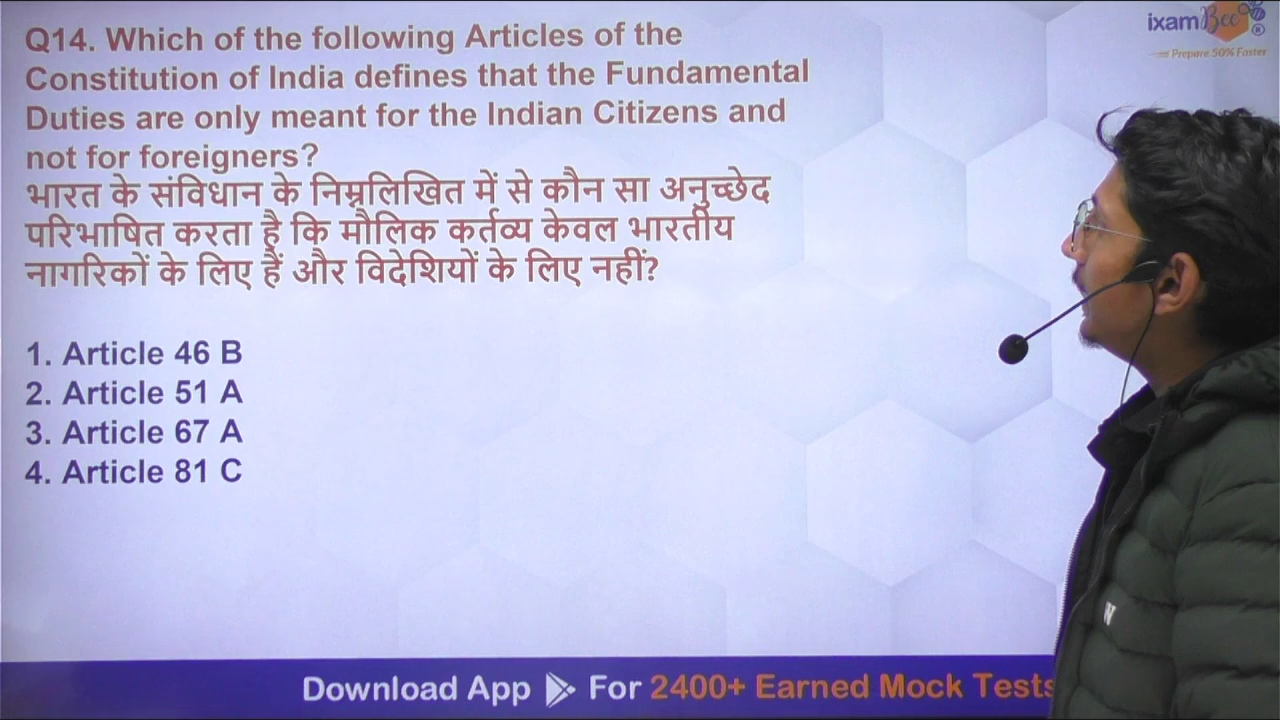 Q14. Which of the following Articles of the
Constitution of India defines that the Fundamental
Duties are only meant for the Indian Citizens and
not for foreigners?
भारत के संविधान के निम्नलिखित में से कौन सा अनुच्छेद
परिभाषित करता है कि मौलिक कर्तव्य केवल भारतीय
नागरिकों के लिए हैं और विदेशियों के लिए नहीं?
1. Article 46 B
2. Article 51 A
3. Article 67 A
4. Article 81 C
ixamBee
Prepare 50% Faster
Download App For 2400+ Earned Mock Tests